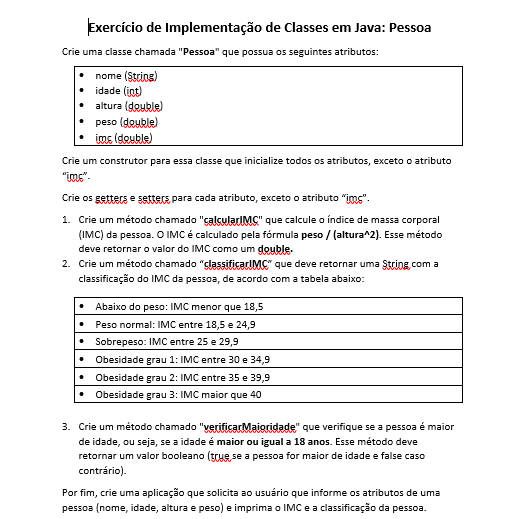 Exercício de Implementação de Classes em Java: Pessoa
Crie uma classe chamada "Pessoa" que possua os seguintes atributos:
• nome (String)
• idade (int)
• altura (double)
• peso (double)
• imc (double)
Crie um construtor para essa classe que inicialize todos os atributos, exceto o atributo
“imc”.
Crie os getters e setters para cada atributo, exceto o atributo “imc”.
1. Crie um método chamado "calcularIMC" que calcule o índice de massa corporal
(IMC) da pessoa. O IMC é calculado pela fórmula peso / (altura^2). Esse método
deve retornar o valor do IMC como um double.
2. Crie um método chamado “classificarIMC” que deve retornar uma String com a
classificação do IMC da pessoa, de acordo com a tabela abaixo:
• Abaixo do peso: IMC menor que 18,5
• Peso normal: IMC entre 18,5 e 24,9
• Sobrepeso: IMC entre 25 e 29,9
• Obesidade grau 1: IMC entre 30 e 34,9
• Obesidade grau 2: IMC entre 35 e 39,9
• Obesidade grau 3: IMC maior que 40
3. Crie um método chamado "verificarMaioridade" que verifique se a pessoa é maior
de idade, ou seja, se a idade é maior ou igual a 18 anos. Esse método deve
retornar um valor booleano (true se a pessoa for maior de idade e false caso
contrário).
Por fim, crie uma aplicação que solicita ao usuário que informe os atributos de uma
pessoa (nome, idade, altura e peso) e imprima o IMC e a classificação da pessoa.